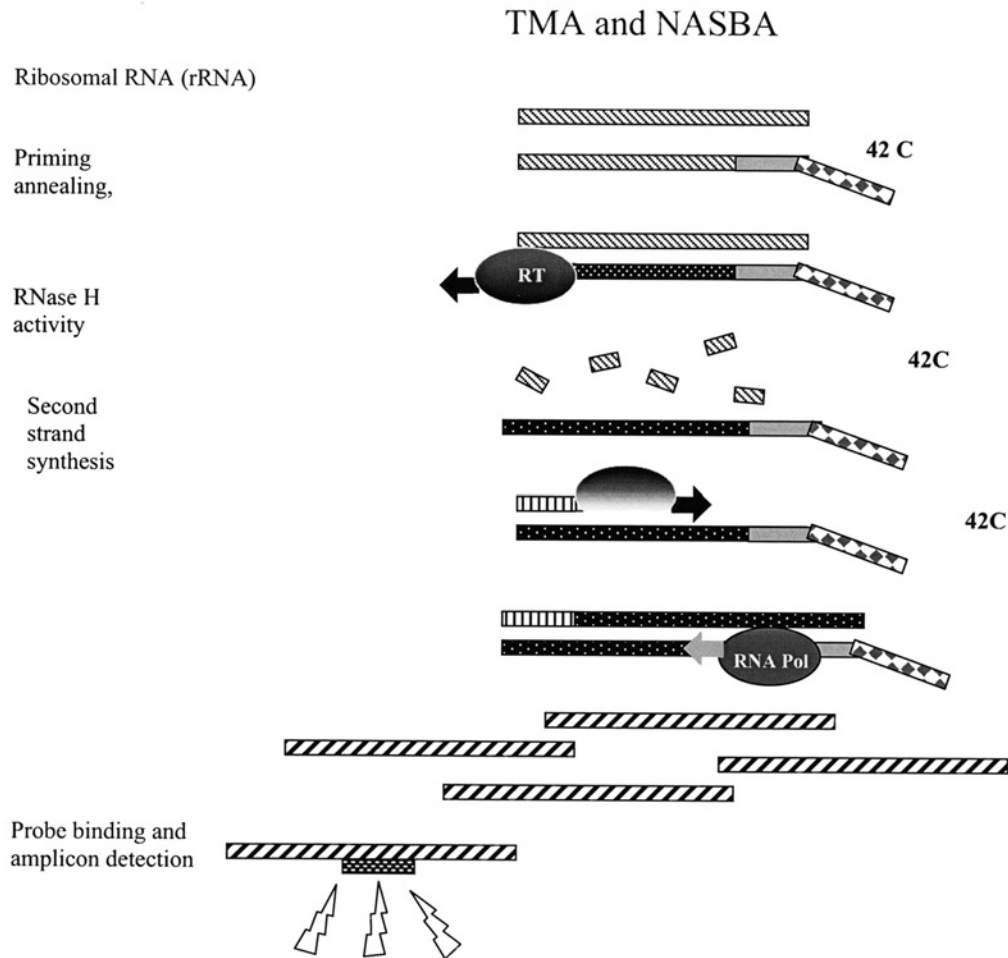 TMA and NASBA
Ribosomal RNA (rRNA)
Priming
annealing,
42 C
RT
RNase H
activity
42C
Second
strand
synthesis
42C
RNA Pol
Probe binding and
amplicon detection